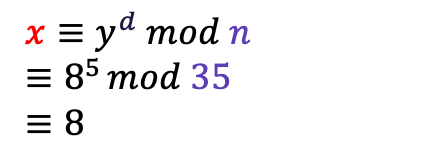 x ≡ y^d mod n
≡ 8^5 mod 35
≡ 8